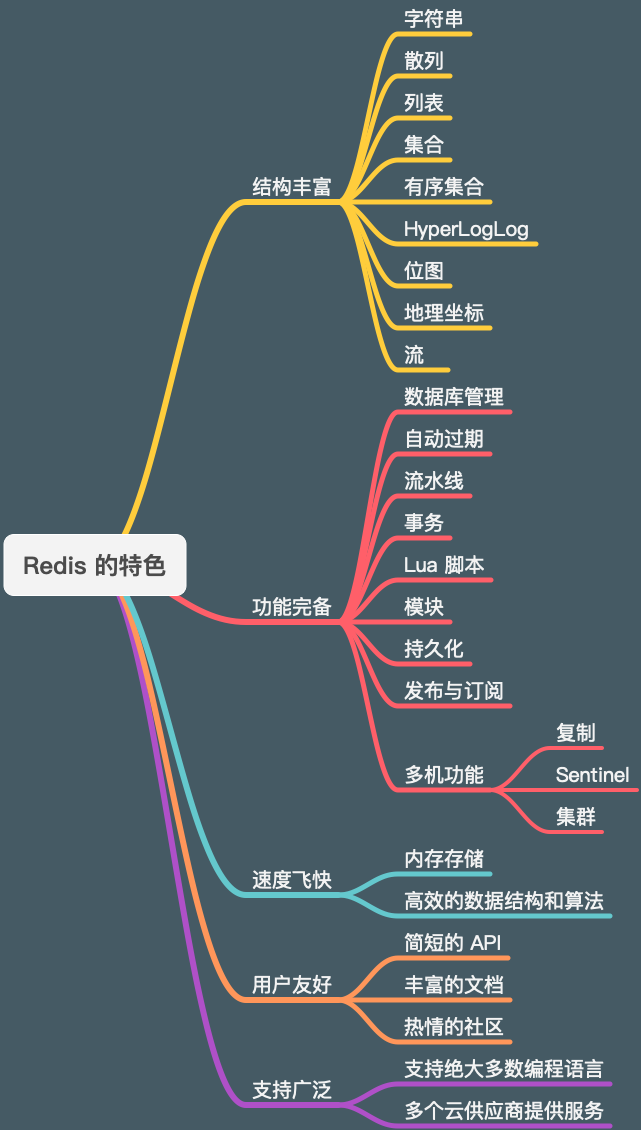 字符串
散列
列表
集合
结构丰富
有序集合
HyperLogLog
位图
地理坐标
流
数据库管理
自动过期
流水线
事务
Redis 的特色
Lua 脚本
功能完备
模块
持久化
发布与订阅
复制
多机功能
Sentinel
集群
内存存储
速度飞快
高效的数据结构和算法
简短的 API
用户友好
丰富的文档
热情的社区
支持绝大多数编程语言
支持广泛
多个云供应商提供服务